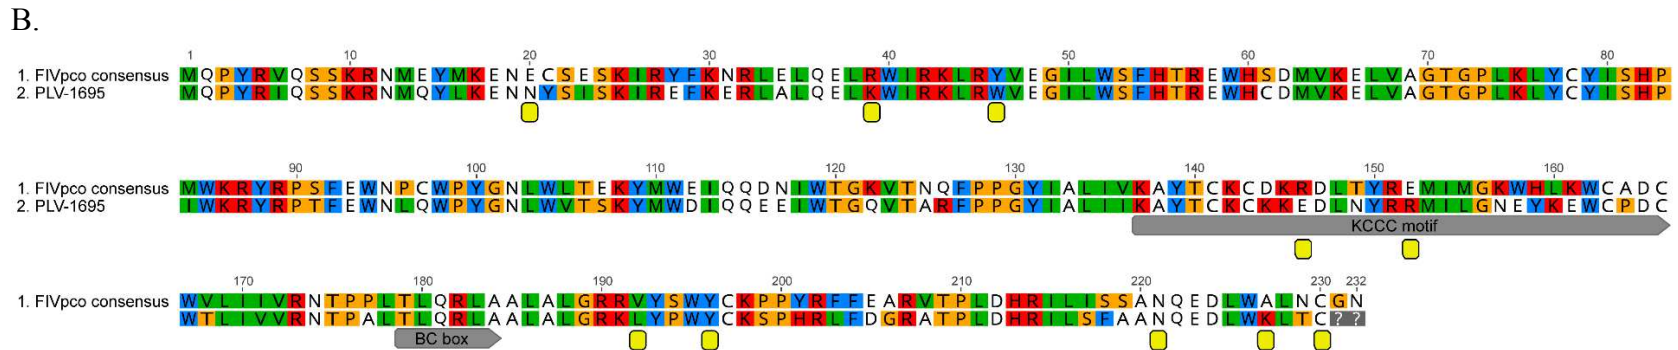 B.
1 10 20 30 40 50 60 70 80
1. FIVpco consensus MQPYRVQSSKRNMEYMKENECSESKIRYFKNRLELQELRWIRKLRYVEGILWSFHTREWHSDMVKELVAGTGPLKLYCYISHP
2. PLV-1695 MQPYRIQSSKRNMQYLKENNYSISKIREFKERLALQELKWIRKLRWVEGILWSFHTREWHCDMVKELVAGTGPLKLYCYISHP
90 100 110 120 130 140 150 160
1. FIVpco consensus MWKRYRPSFEWNPCWPYGNLWLTEKYMWEIQQDNIWTGKVTNQFPPGYIALIVKAYTCKCDKRDLTYREMIMGKWHLKWCADC
2. PLV-1695 IWKRYRPTFEWNLQWPYGNLWVTSKYMWDIQQEEIWTGQVTARFPPGYIALIIKAYTCKCKKEDLNYRRMILGNEYKEWCPDC
KCCC motif
170 180 190 200 210 220 230 232
1. FIVpco consensus WVLIIVRNTPPLTLQRLAALALGRRVYSWYCKPPYRFFEARVTPLDHRILISSANQEDLWALNCGN
2. PLV-1695 WTLIVVRNTPALTLQRLAALALGRKLYPWYCKSPHRLFDGRATPLDHRILSFAANQEDLWKLTC??
BC box